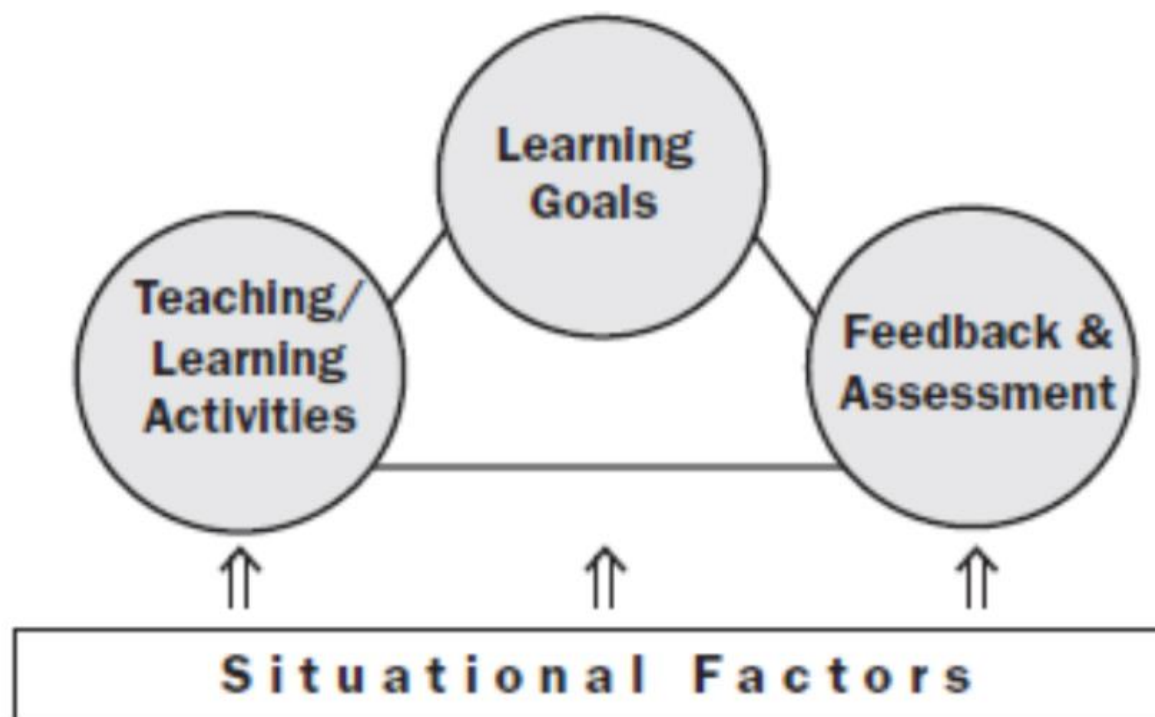 Learning
Goals
Teaching/
Learning
Activities
Feedback &
Assessment
Situational Factors